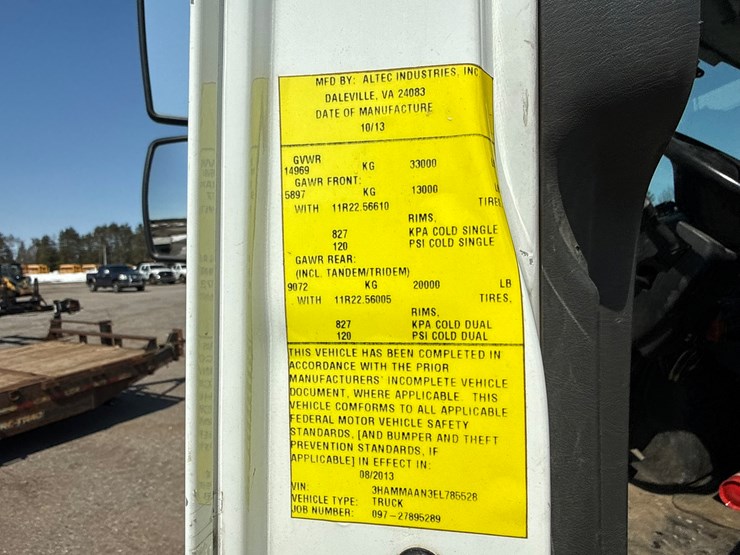 MFD BY: ALTEC INDUSTRIES, INC
DALEVILLE, VA 24083
DATE OF MANUFACTURE
10/13
GVWR
14969 KG 33000
GAWR FRONT:
5897 KG 13000
WITH 11R22.56610 TIRE
RIMS,
827 KPA COLD SINGLE
120 PSI COLD SINGLE
GAWR REAR:
(INCL. TANDEM/TRIDEM)
9072 KG 20000 LB
WITH 11R22.56005 TIRES,
RIMS,
827 KPA COLD DUAL
120 PSI COLD DUAL
THIS VEHICLE HAS BEEN COMPLETED IN
ACCORDANCE WITH THE PRIOR
MANUFACTURERS' INCOMPLETE VEHICLE
DOCUMENT, WHERE APPLICABLE. THIS
VEHICLE COMFORMS TO ALL APPLICABLE
FEDERAL MOTOR VEHICLE SAFETY
STANDARDS, [AND BUMPER AND THEFT
PREVENTION STANDARDS, IF
APPLICABLE] IN EFFECT IN:
08/2013
VIN: 3HAMMAAN3EL785528
VEHICLE TYPE: TRUCK
JOB NUMBER: 097-27895289